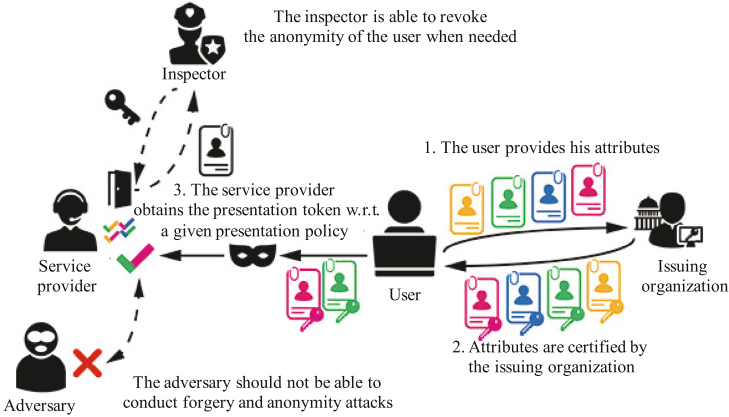 The inspector is able to revoke
the anonymity of the user when needed
Inspector
1. The user provides his attributes
3. The service provider
obtains the presentation token w.r.t.
a given presentation policy
Service
provider
User
Issuing
organization
2. Attributes are certified by
the issuing organization
The adversary should not be able to
conduct forgery and anonymity attacks
Adversary